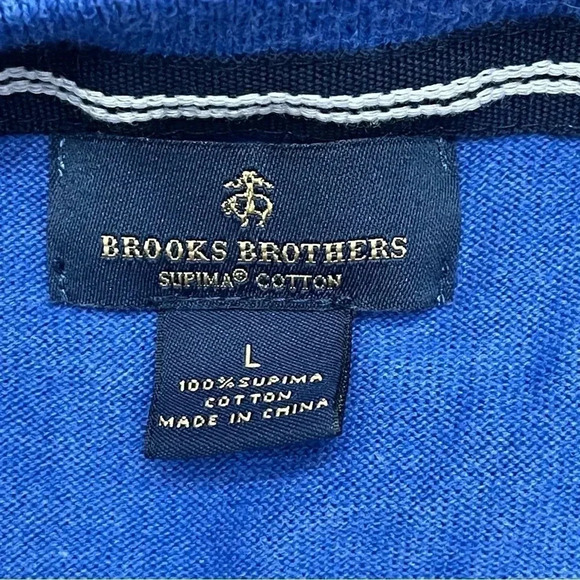 BROOKS BROTHERS
SUPIMA® COTTON
L
100% SUPIMA
COTTON
MADE IN CHINA